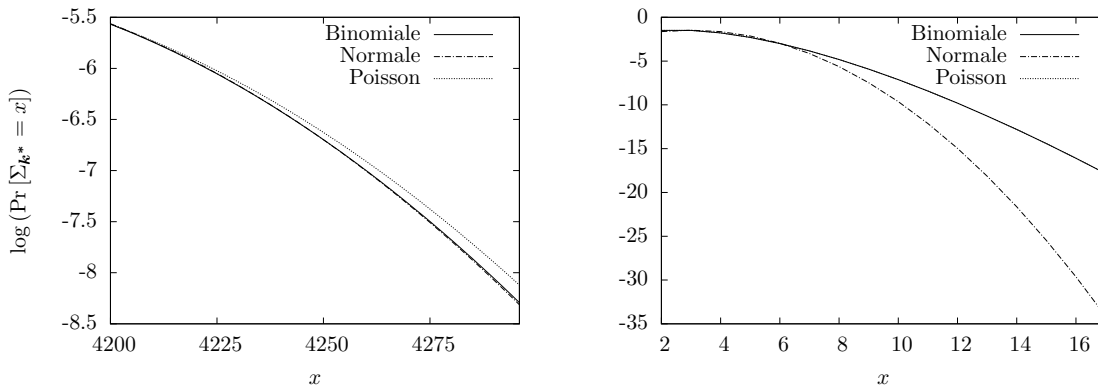 -5.5
-6
-6.5
-7
-7.5
-8
-8.5
4200 4225 4250 4275
x
log (Pr [Σ_k* = x])
Binomiale
Normale
Poisson
0
-5
-10
-15
-20
-25
-30
-35
2 4 6 8 10 12 14 16
x
Binomiale
Normale
Poisson